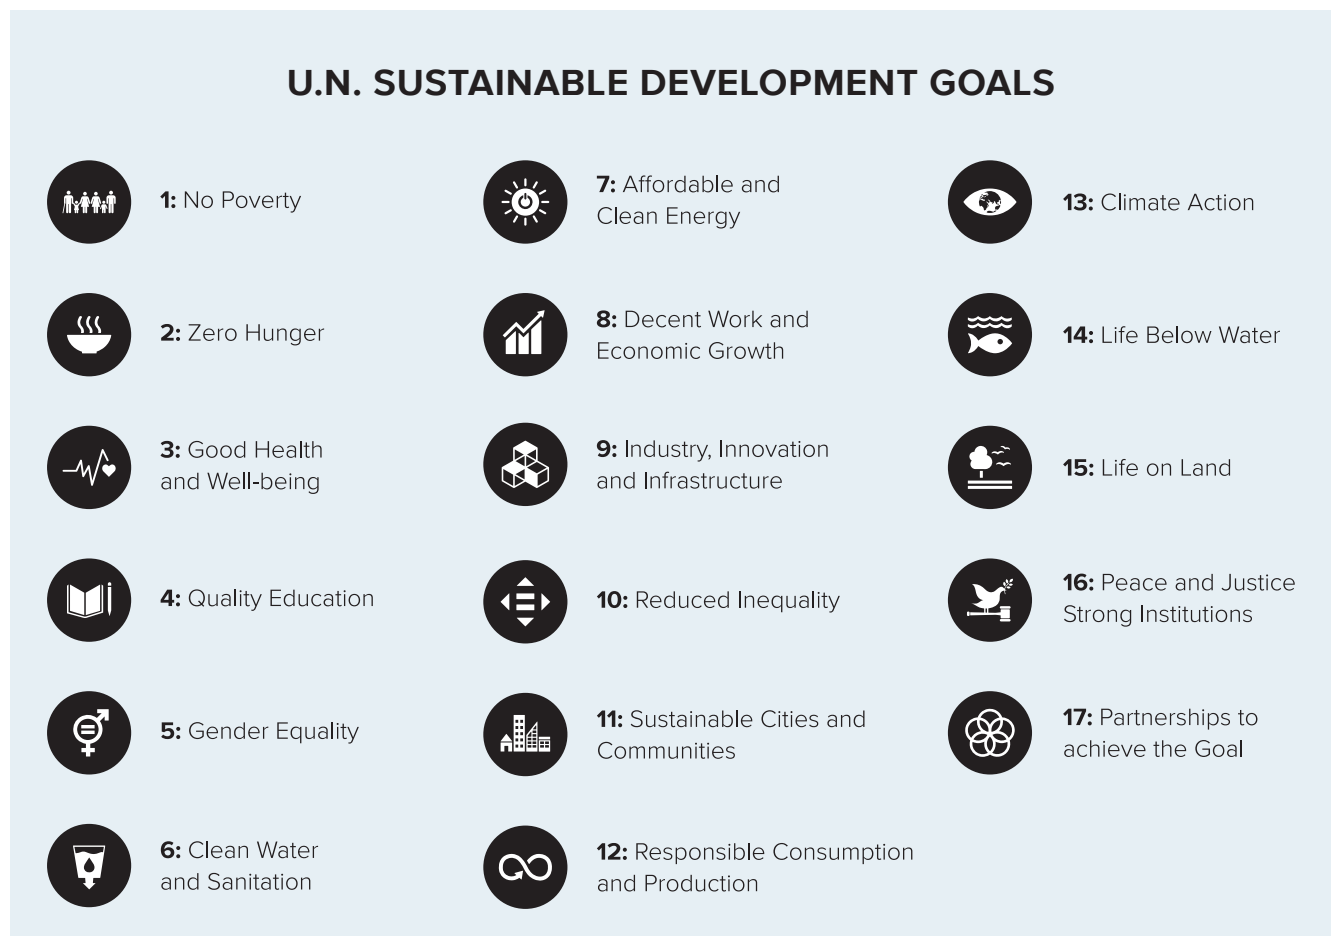 U.N. SUSTAINABLE DEVELOPMENT GOALS
1: No Poverty
2: Zero Hunger
3: Good Health
and Well-being
4: Quality Education
5: Gender Equality
6: Clean Water
and Sanitation
7: Affordable and
Clean Energy
8: Decent Work and
Economic Growth
9: Industry, Innovation
and Infrastructure
10: Reduced Inequality
11: Sustainable Cities and
Communities
12: Responsible Consumption
and Production
13: Climate Action
14: Life Below Water
15: Life on Land
16: Peace and Justice
Strong Institutions
17: Partnerships to
achieve the Goal